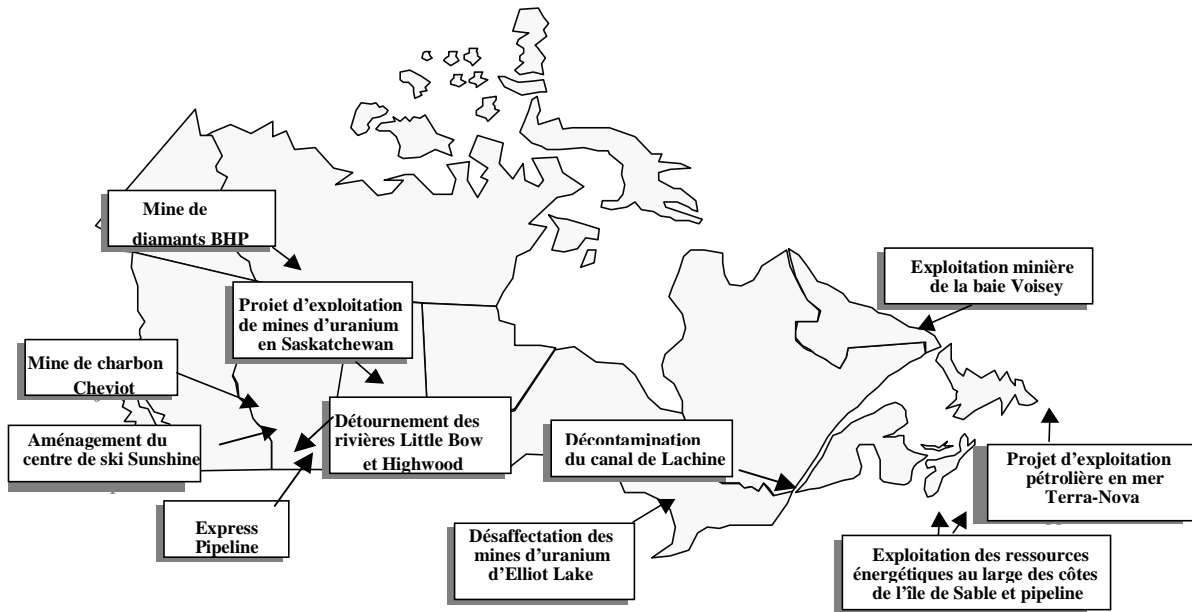 Mine de
diamants BHP
Projet d'exploitation
de mines d'uranium
en Saskatchewan
Mine de charbon
Cheviot
Aménagement du
centre de ski Sunshine
Express
Pipeline
Détournement des
rivières Little Bow
et Highwood
Décontamination
du canal de Lachine
Désaffectation des
mines d'uranium
d'Elliot Lake
Exploitation minière
de la baie Voisey
Projet d'exploitation
pétrolière en mer
Terra-Nova
Exploitation des ressources
énergétiques au large des côtes
de l'île de Sable et pipeline